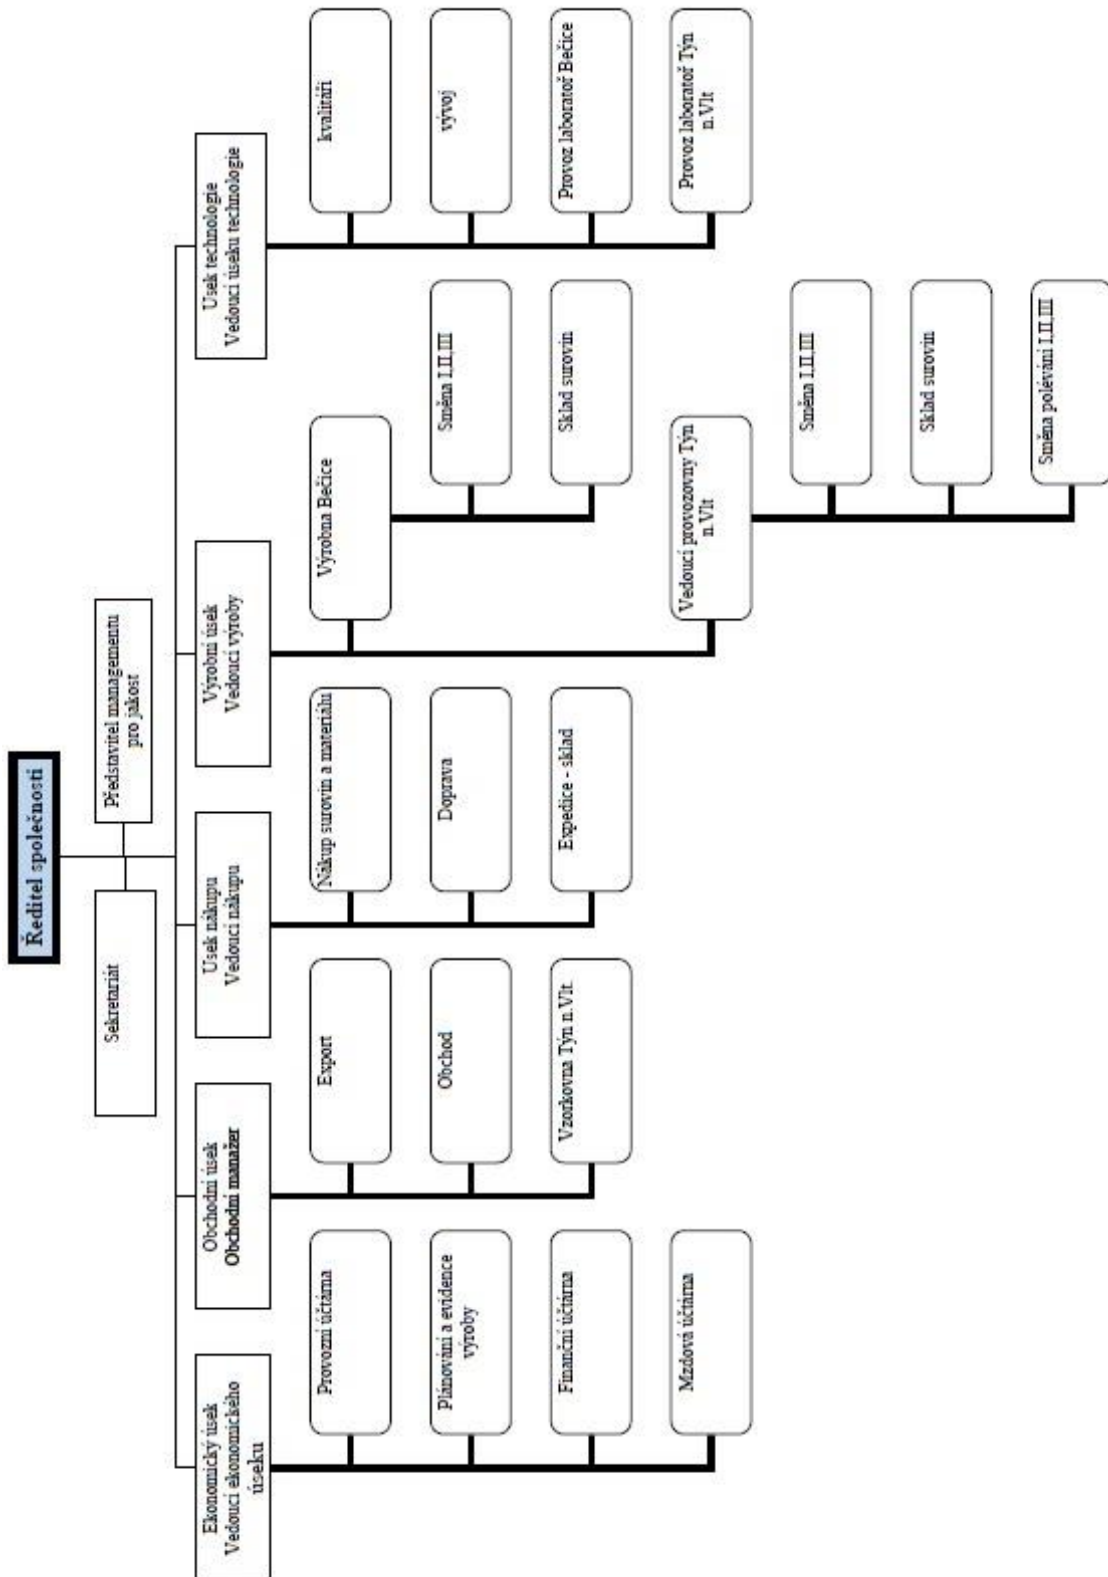 Ředitel společnosti
Sekretariát
Představitel managementu
pro jakost
Ekonomický úsek
Vedoucí ekonomického
úseku
Provozní účtárna
Plánování a evidence
výroby
Finanční účtárna
Mzdová účtárna
Obchodní úsek
Obchodní manažer
Export
Obchod
Vzorkovna Týn n.Vlt.
Usek nákupu
Vedoucí nákupu
Nákup surovin a materiálu
Doprava
Expedice - sklad
Výrobní úsek
Vedoucí výroby
Výrobna Bečice
Směna I,II,III
Sklad surovin
Vedoucí provozovny Týn
n.Vlt
Směna I,II,III
Sklad surovin
Směna polévání I,II,III
Usek technologie
Vedoucí úseku technologie
kvalitáři
vývoj
Provoz laboratoř Bečice
Provoz laboratoř Týn
n.Vlt